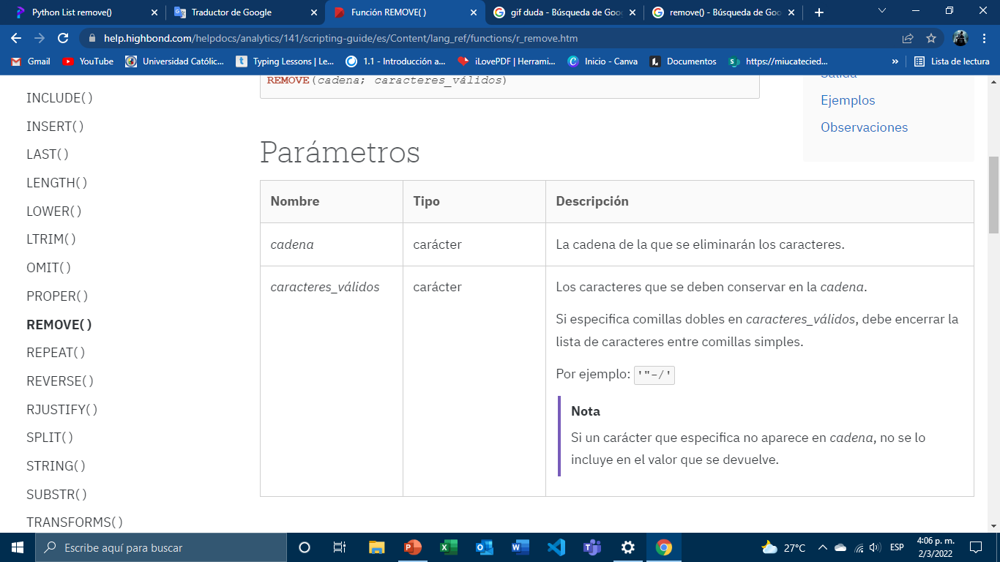 Python List remove()
Traductor de Google
Función REMOVE( )
gif duda - Búsqueda de Goo
remove() - Búsqueda de Goo
help.highbond.com/helpdocs/analytics/141/scripting-guide/es/Content/lang_ref/functions/r_remove.htm
Gmail
YouTube
Universidad Católic...
Typing Lessons | Le...
1.1 - Introducción a...
iLovePDF | Herrami...
Inicio - Canva
Documentos
https://miucatecied...
»
Lista de lectura
INCLUDE( )
INSERT( )
LAST( )
LENGTH( )
LOWER( )
LTRIM( )
OMIT( )
PROPER( )
REMOVE( )
REPEAT( )
REVERSE( )
RJUSTIFY( )
SPLIT( )
STRING( )
SUBSTR( )
TRANSFORMS( )
REMOVE(cadena; caracteres_válidos)
Parámetros
Nombre
Tipo
Descripción
cadena
carácter
La cadena de la que se eliminarán los caracteres.
caracteres_válidos
carácter
Los caracteres que se deben conservar en la cadena.
Si especifica comillas dobles en caracteres_válidos, debe encerrar la
lista de caracteres entre comillas simples.
Por ejemplo: '"-/'
Nota
Si un carácter que especifica no aparece en cadena, no se lo
incluye en el valor que se devuelve.
Salida
Ejemplos
Observaciones
Escribe aquí para buscar
27°C
ESP
4:06 p. m.
2/3/2022